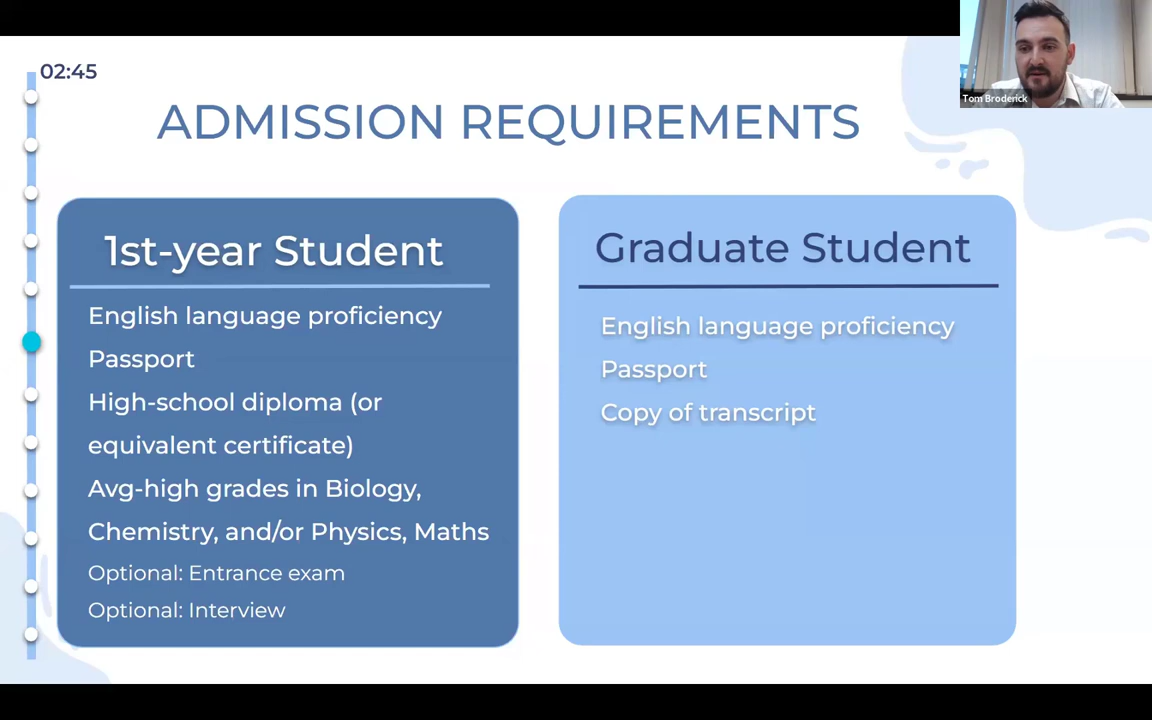 02:45
Tom Broderick
ADMISSION REQUIREMENTS
1st-year Student
English language proficiency
Passport
High-school diploma (or
equivalent certificate)
Avg-high grades in Biology,
Chemistry, and/or Physics, Maths
Optional: Entrance exam
Optional: Interview
Graduate Student
English language proficiency
Passport
Copy of transcript